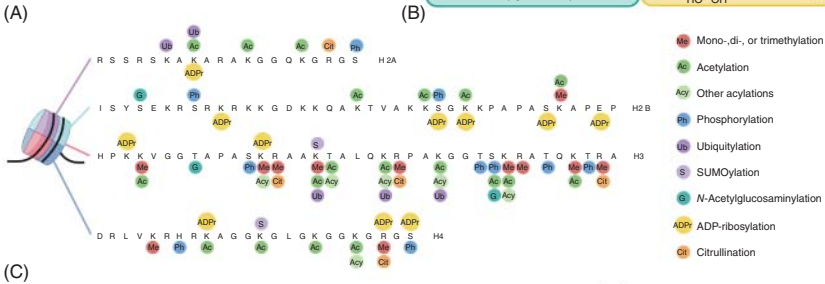 (A)
(B)
HO OH
Ub
Ub Ac Ac Ac Cit Ph
R S S R S K A K A R A K G G Q K G R G S H2A
ADPr
G Ph Ac Ac Ph Ac
Me
I S Y S E K R S R K R K K G D K K Q A K T V A K K S G K K P A P A S K A P E P H2B
ADPr ADPr ADPr ADPr ADPr
ADPr ADPr S
H P K K V G G T A P A S K R A A K T A L Q K R P A K G G T S K R A T Q K T R A H3
Me G Ph Me Me Me Ac Ac Me Ac Ph Ph Me Me Ph Me Ph Me
Ac Acy Cit Ac Acy Acy Cit Acy Ac Ac Ac Cit
Ub Ub Ub G Acy
ADPr S ADPr ADPr
D R L V K R H R K A G G K G L G K G G K G R G S H4
Me Ph Ac Ac Ac Ac Me Ph
Acy Cit
(C)
Me Mono-,di-, or trimethylation
Ac Acetylation
Acy Other acylations
Ph Phosphorylation
Ub Ubiquitylation
S SUMOylation
G N-Acetylglucosaminylation
ADPr ADP-ribosylation
Cit Citrullination